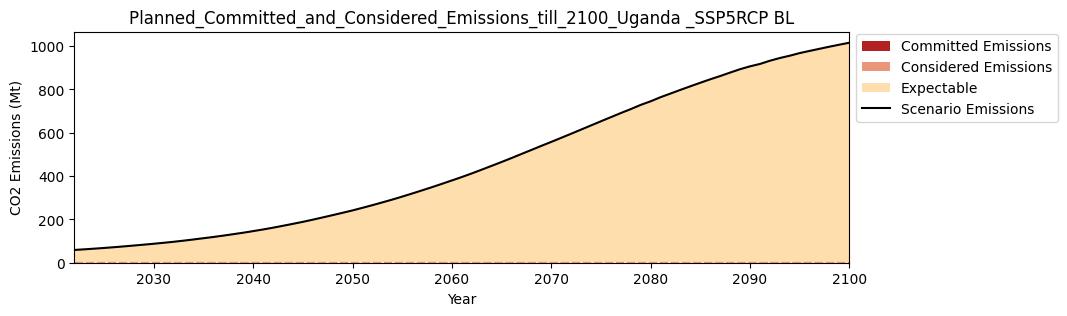 Planned_Committed_and_Considered_Emissions_till_2100_Uganda _SSP5RCP BL
CO2 Emissions (Mt)
1000
800
600
400
200
0
2030 2040 2050 2060 2070 2080 2090 2100
Year
Committed Emissions
Considered Emissions
Expectable
Scenario Emissions